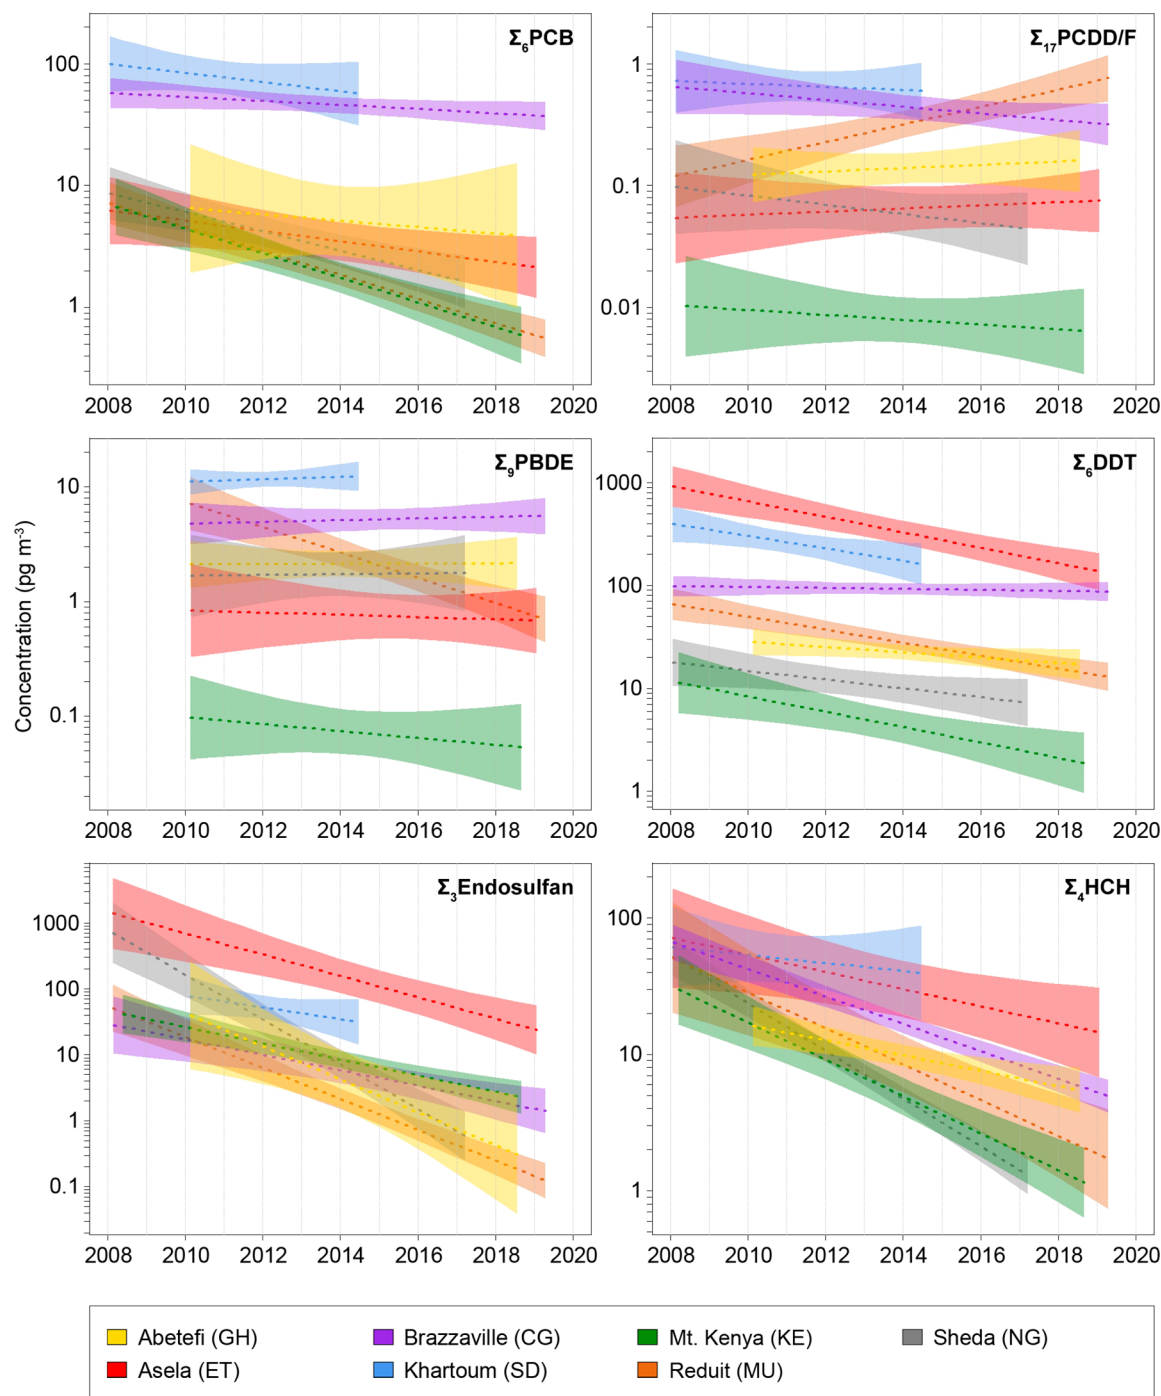 Σ₆PCB
100
10
1
2008 2010 2012 2014 2016 2018 2020
Σ₁₇PCDD/F
1
0.1
0.01
2008 2010 2012 2014 2016 2018 2020
Concentration (pg m⁻³)
Σ₉PBDE
10
1
0.1
2008 2010 2012 2014 2016 2018 2020
Σ₆DDT
1000
100
10
1
2008 2010 2012 2014 2016 2018 2020
Σ₃Endosulfan
1000
100
10
1
0.1
2008 2010 2012 2014 2016 2018 2020
Σ₄HCH
100
10
1
2008 2010 2012 2014 2016 2018 2020
Abetefi (GH) Brazzaville (CG) Mt. Kenya (KE) Sheda (NG)
Asela (ET) Khartoum (SD) Reduit (MU)